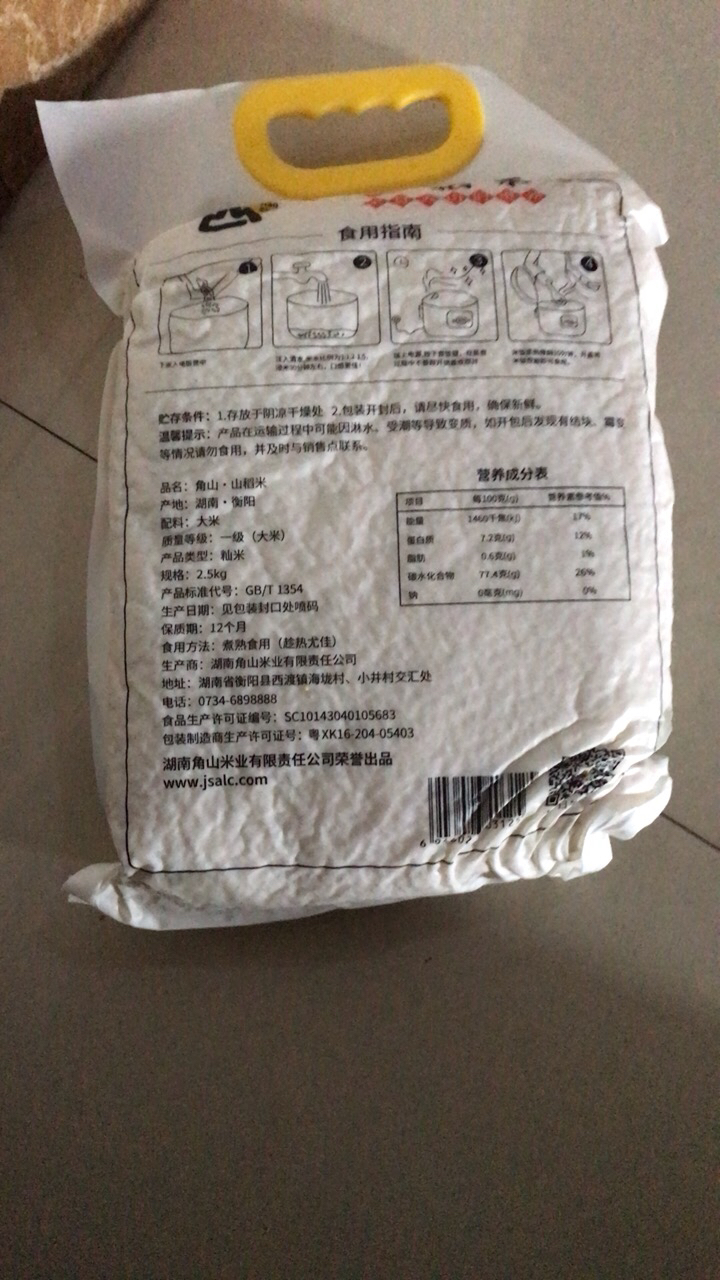 食用指南
1
2
3
4
下米入电饭煲中
贮存条件：1.存放于阴凉干燥处 2.包装开封后，请尽快食用，确保新鲜。
温馨提示：产品在运输过程中可能因淋水、受潮等导致变质，如开包后发现有结块、霉变
等情况请勿食用，并及时与销售点联系。
品名：角山·山稻米
产地：湖南·衡阳
配料：大米
质量等级：一级（大米）
产品类型：籼米
规格：2.5kg
产品标准代号：GB/T 1354
生产日期：见包装封口处喷码
保质期：12个月
食用方法：煮熟食用（趁热尤佳）
生产商：湖南角山米业有限责任公司
地址：湖南省衡阳县西渡镇海垅村、小井村交汇处
电话：0734-6898888
食品生产许可证编号：SC10143040105683
包装制造商生产许可证号：粤XK16-204-05403
湖南角山米业有限责任公司荣誉出品
www.jsalc.com
营养成分表
项目 每100克(g) 营养素参考值%
能量 1460千焦(kJ) 17%
蛋白质 7.2克(g) 12%
脂肪 0.6克(g) 1%
碳水化合物 77.4克(g) 26%
钠 0毫克(mg) 0%